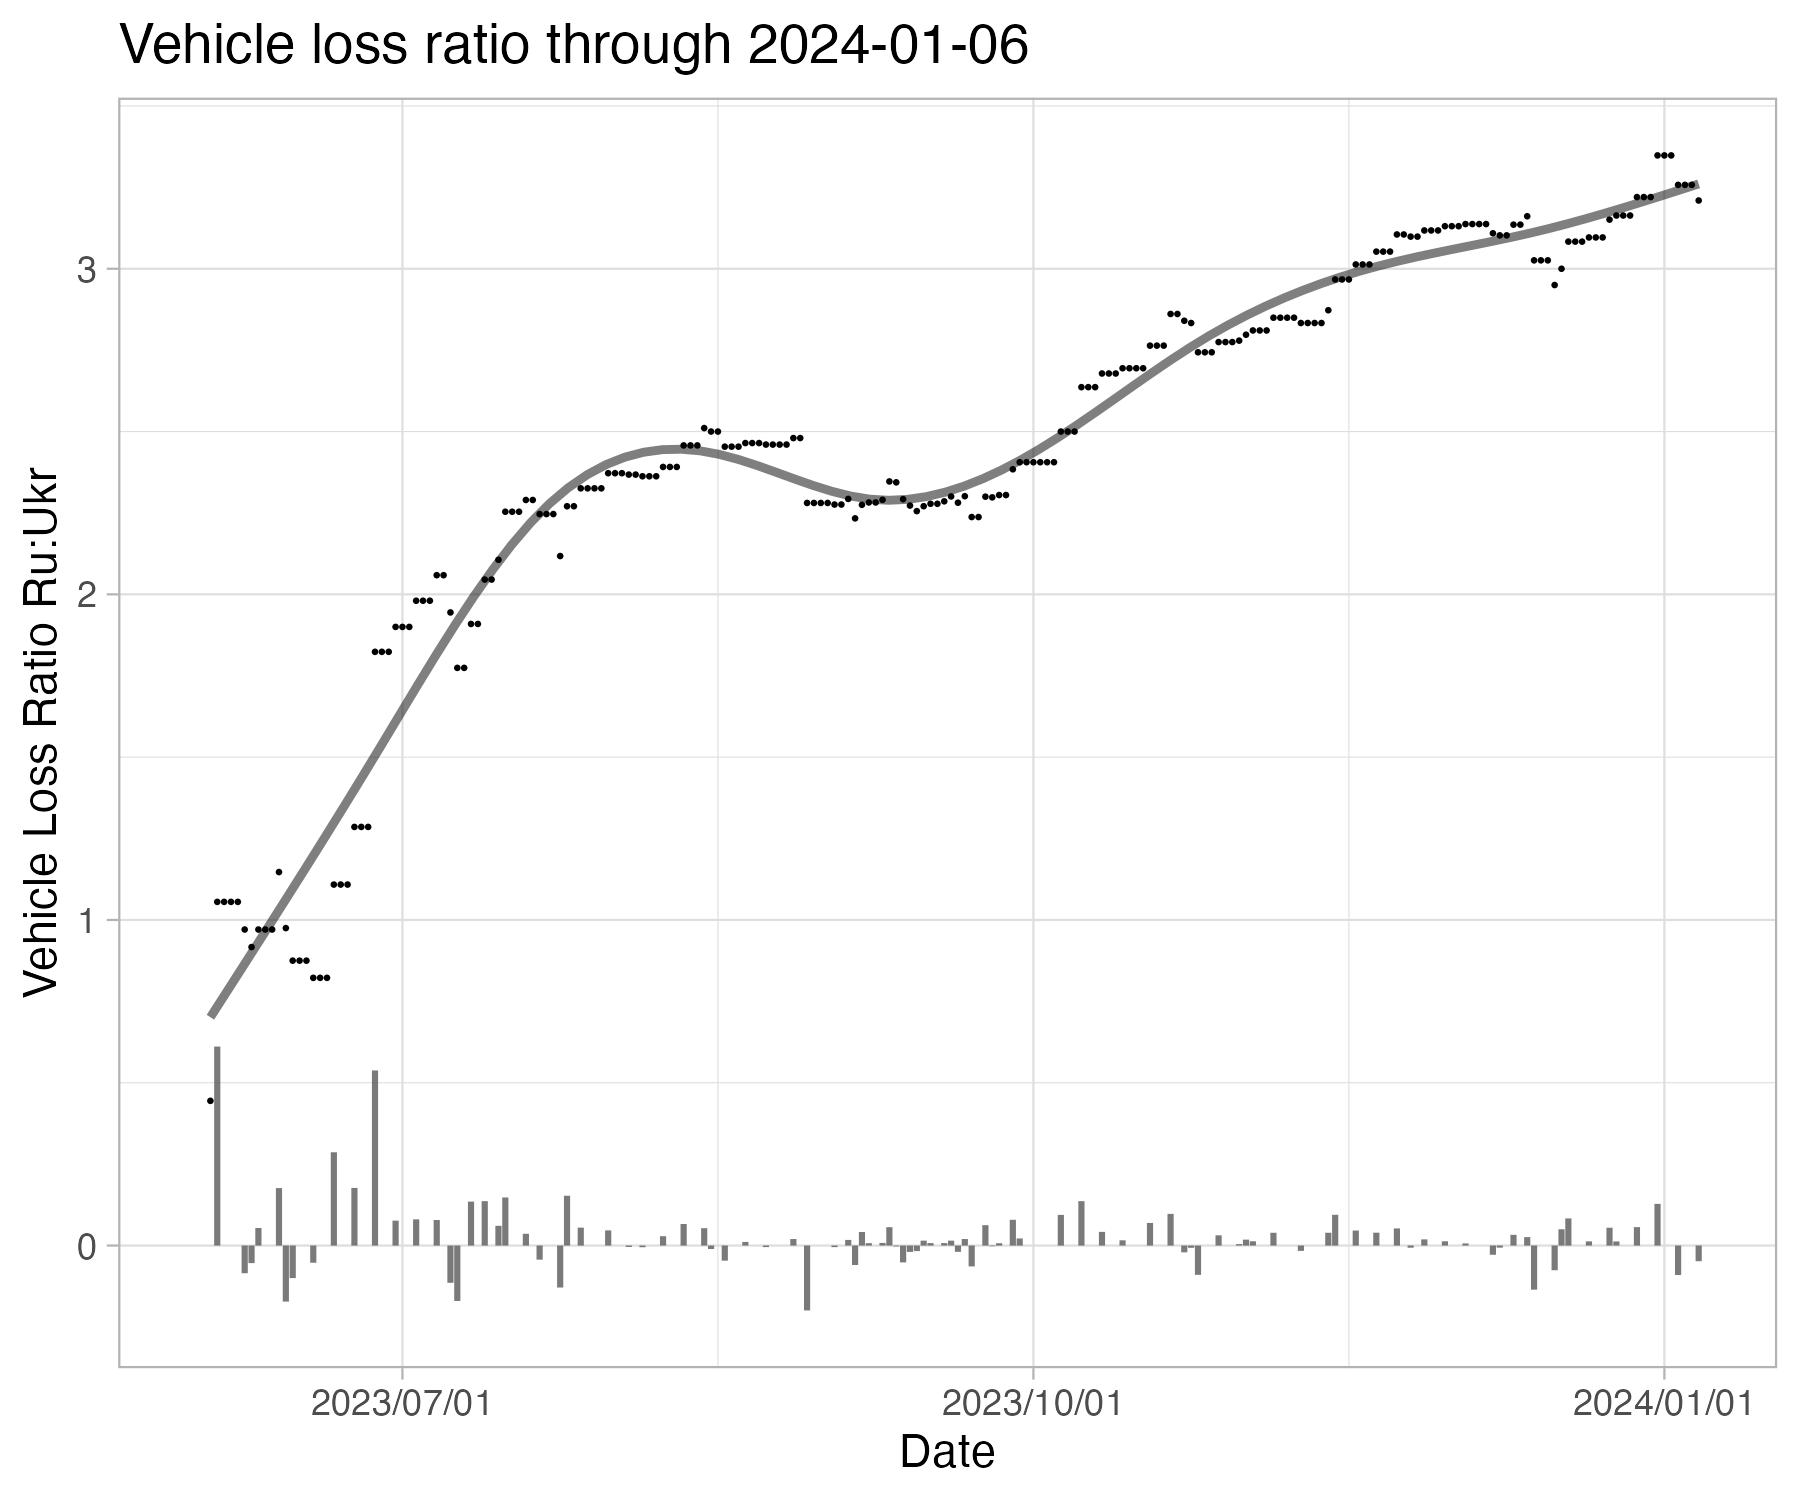 Vehicle loss ratio through 2024-01-06
Vehicle Loss Ratio Ru:Ukr
3
2
1
0
2023/07/01 2023/10/01 2024/01/01
Date